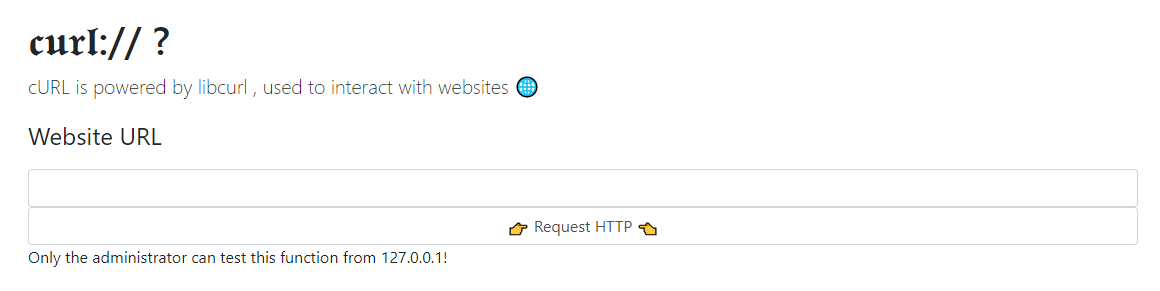 𝖈𝖚𝖗𝖑:// ?
cURL is powered by libcurl , used to interact with websites 🌐
Website URL
👉 Request HTTP 👈
Only the administrator can test this function from 127.0.0.1!